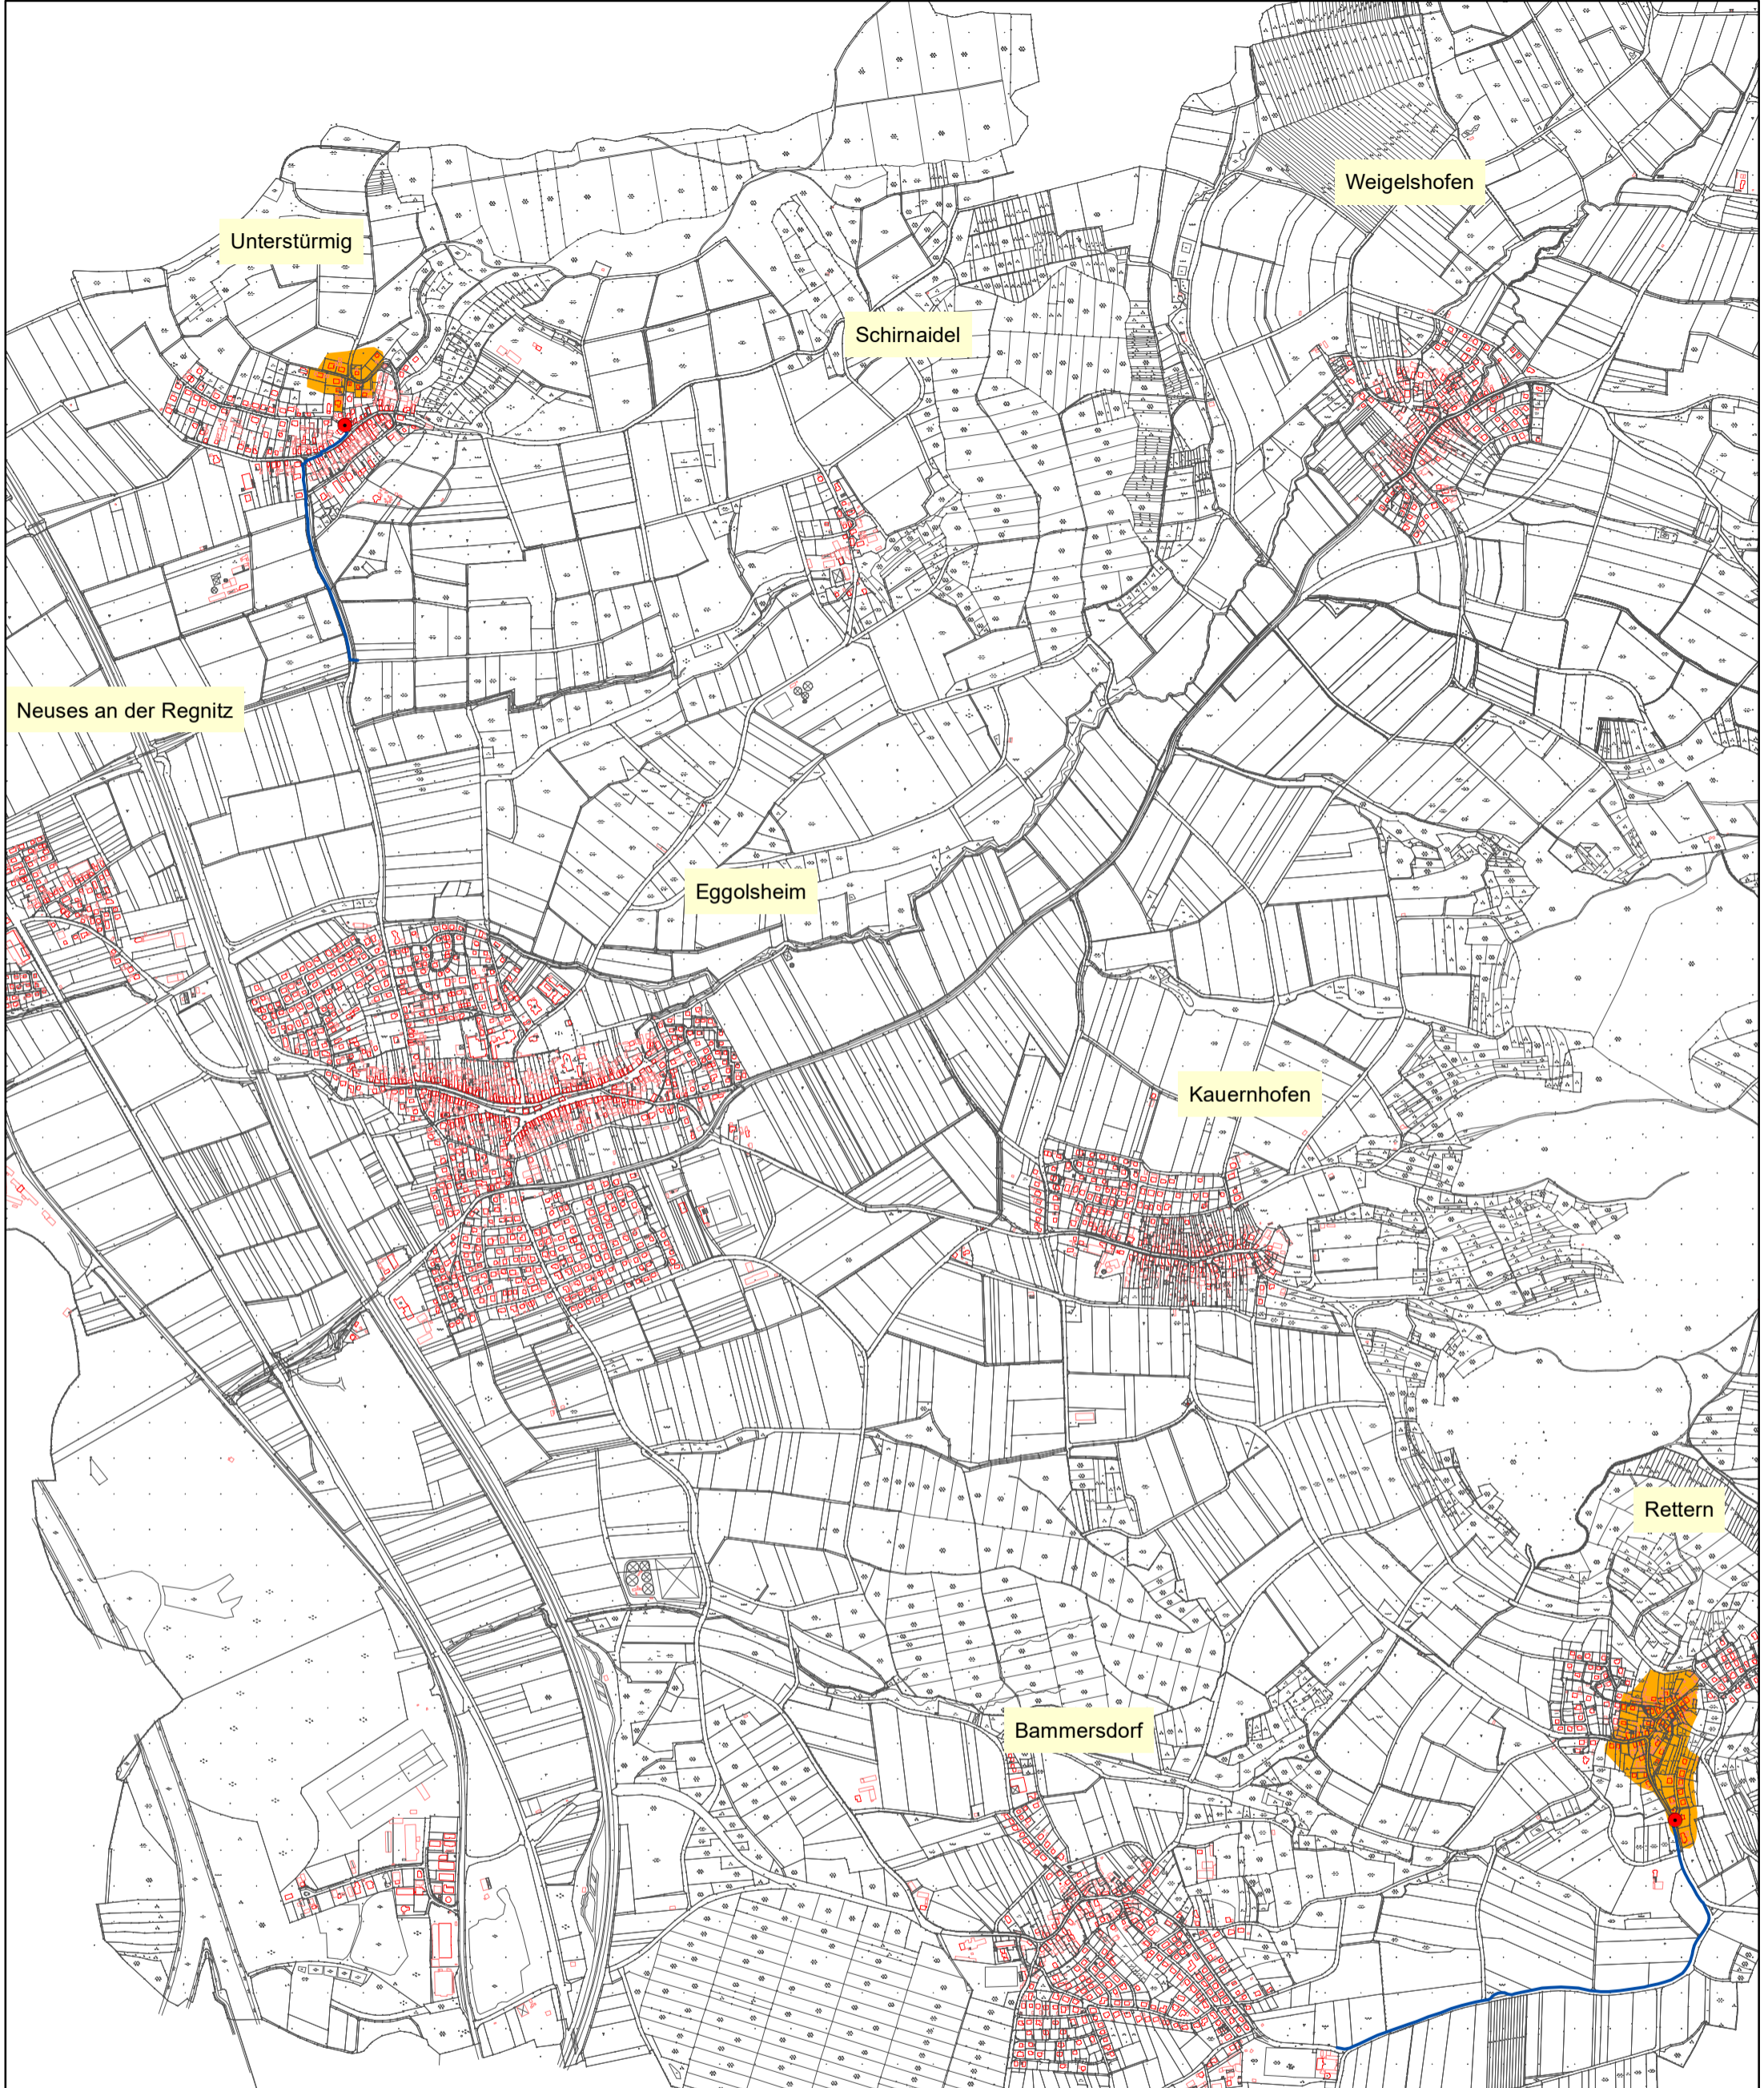 Weigelshofen
Unterstürmig
Schirnaidel
Neuses an der Regnitz
Eggolsheim
Kauernhofen
Rettern
Bammersdorf